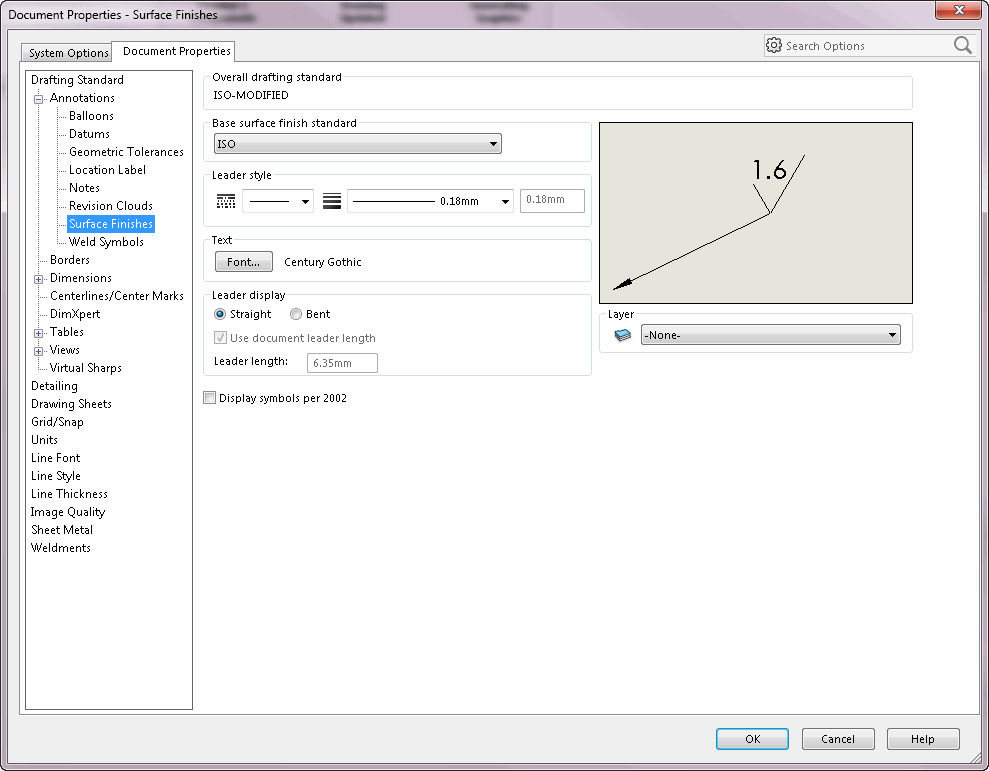 Document Properties - Surface Finishes
System Options
Document Properties
Search Options
Drafting Standard
Annotations
Balloons
Datums
Geometric Tolerances
Location Label
Notes
Revision Clouds
Surface Finishes
Weld Symbols
Borders
Dimensions
Centerlines/Center Marks
DimXpert
Tables
Views
Virtual Sharps
Detailing
Drawing Sheets
Grid/Snap
Units
Line Font
Line Style
Line Thickness
Image Quality
Sheet Metal
Weldments
Overall drafting standard
ISO-MODIFIED
Base surface finish standard
ISO
Leader style
0.18mm
0.18mm
Text
Font...
Century Gothic
Leader display
Straight
Bent
Use document leader length
Leader length:
6.35mm
Display symbols per 2002
1.6
Layer
-None-
OK
Cancel
Help